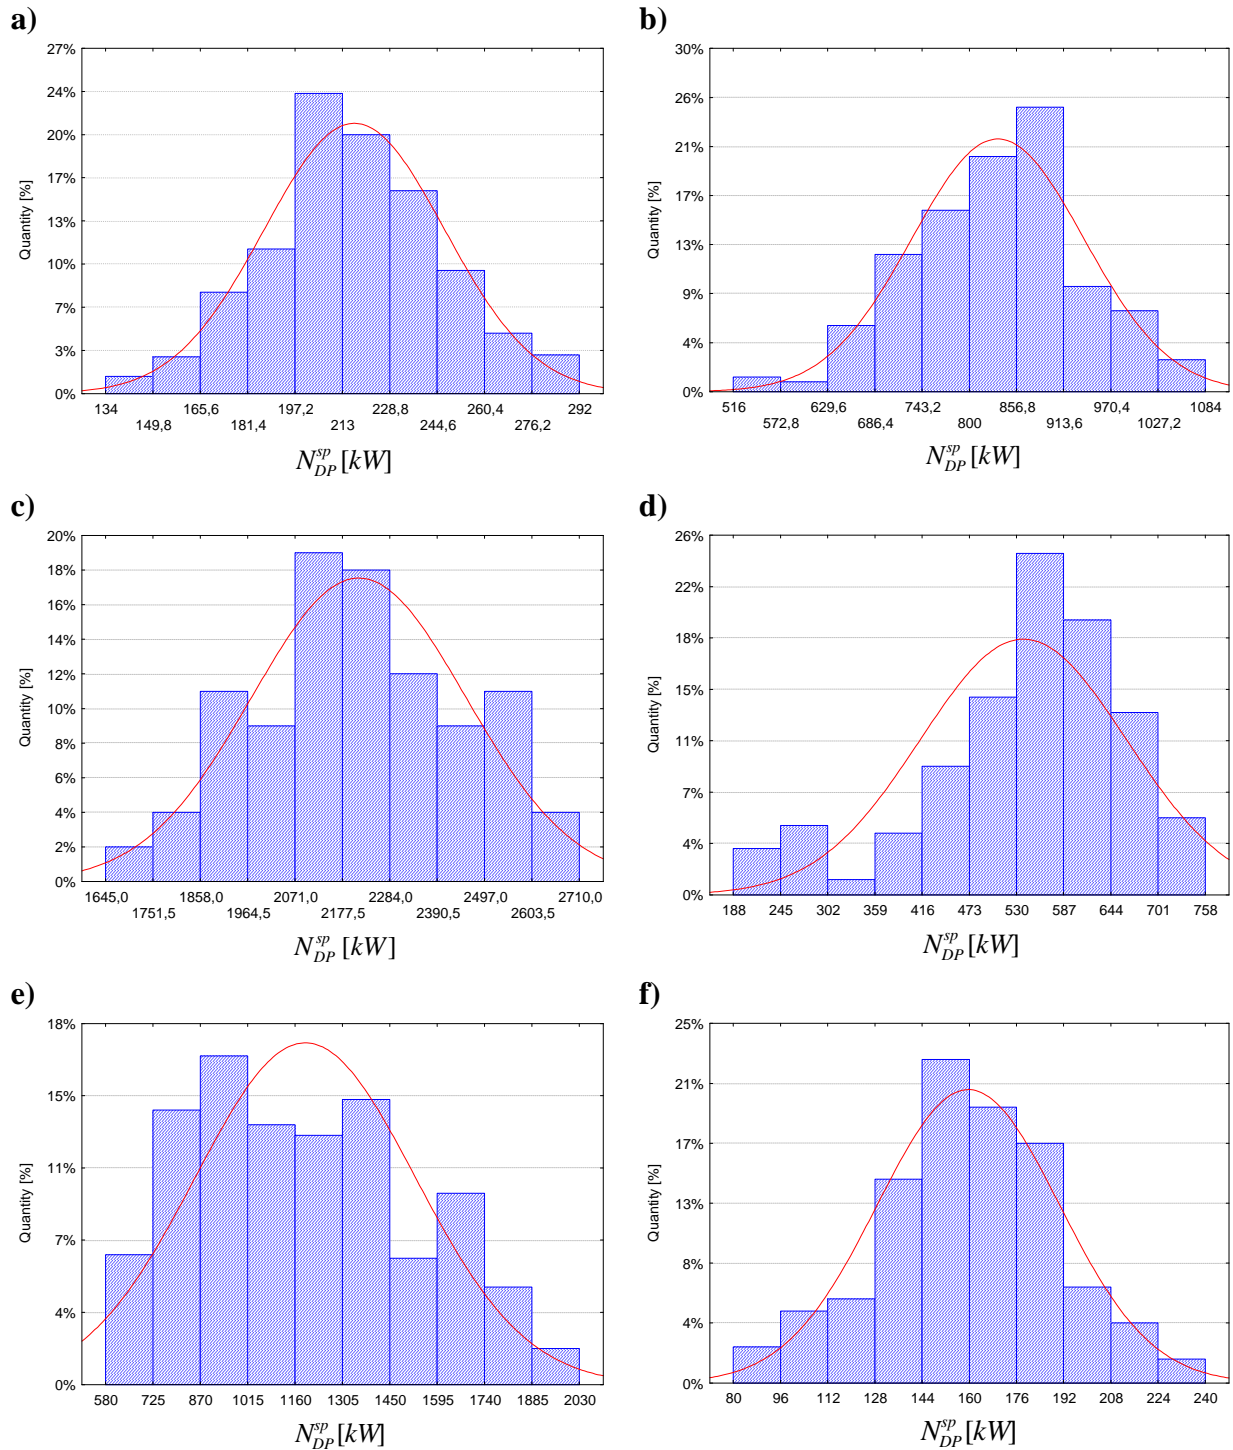 a)
27%
24%
20%
17%
13%
10%
7%
3%
0%
Quantity [%]
134 165,6 197,2 228,8 260,4 292
149,8 181,4 213 244,6 276,2
N_{DP}^{sp} [kW]
b)
30%
26%
21%
17%
13%
9%
4%
0%
Quantity [%]
516 629,6 743,2 856,8 970,4 1084
572,8 686,4 800 913,6 1027,2
N_{DP}^{sp} [kW]
c)
20%
18%
16%
14%
12%
10%
8%
6%
4%
2%
0%
Quantity [%]
1645,0 1858,0 2071,0 2284,0 2497,0 2710,0
1751,5 1964,5 2177,5 2390,5 2603,5
N_{DP}^{sp} [kW]
d)
26%
22%
18%
15%
11%
7%
4%
0%
Quantity [%]
188 245 302 359 416 473 530 587 644 701 758
N_{DP}^{sp} [kW]
e)
18%
15%
11%
7%
4%
0%
Quantity [%]
580 725 870 1015 1160 1305 1450 1595 1740 1885 2030
N_{DP}^{sp} [kW]
f)
25%
21%
17%
13%
8%
4%
0%
Quantity [%]
80 96 112 128 144 160 176 192 208 224 240
N_{DP}^{sp} [kW]